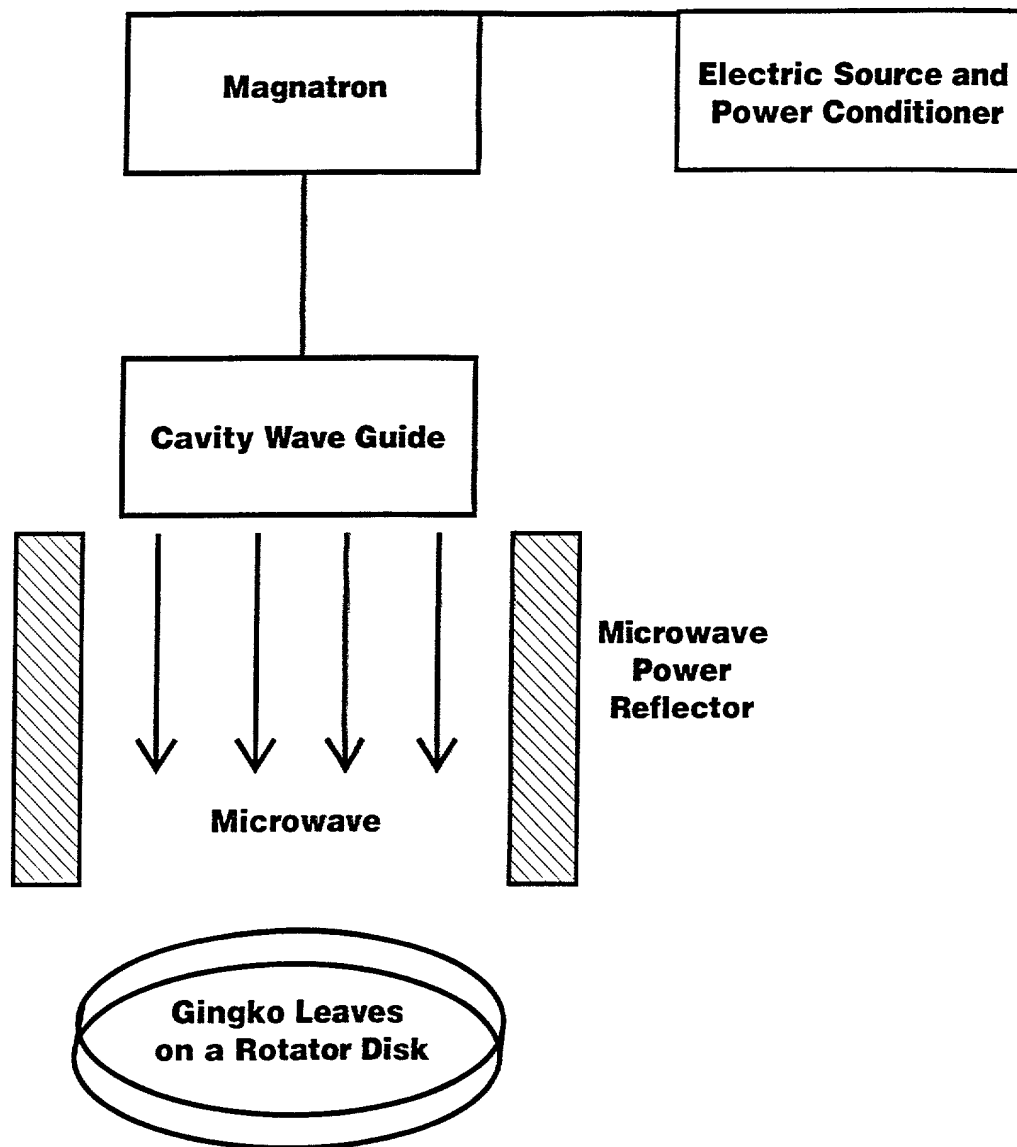 Magnatron
Electric Source and
Power Conditioner
Cavity Wave Guide
Microwave
Power
Reflector
Microwave
Gingko Leaves
on a Rotator Disk